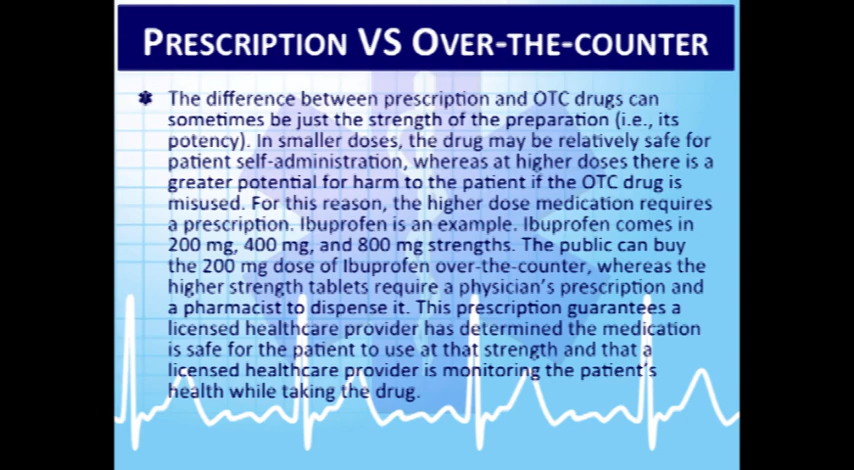 PRESCRIPTION VS OVER-THE-COUNTER
The difference between prescription and OTC drugs can
sometimes be just the strength of the preparation (i.e., its
potency). In smaller doses, the drug may be relatively safe for
patient self-administration, whereas at higher doses there is a
greater potential for harm to the patient if the OTC drug is
misused. For this reason, the higher dose medication requires
a prescription. Ibuprofen is an example. Ibuprofen comes in
200 mg, 400 mg, and 800 mg strengths. The public can buy
the 200 mg dose of Ibuprofen over-the-counter, whereas the
higher strength tablets require a physician's prescription and
a pharmacist to dispense it. This prescription guarantees a
licensed healthcare provider has determined the medication
is safe for the patient to use at that strength and that a
licensed healthcare provider is monitoring the patient's
health while taking the drug.